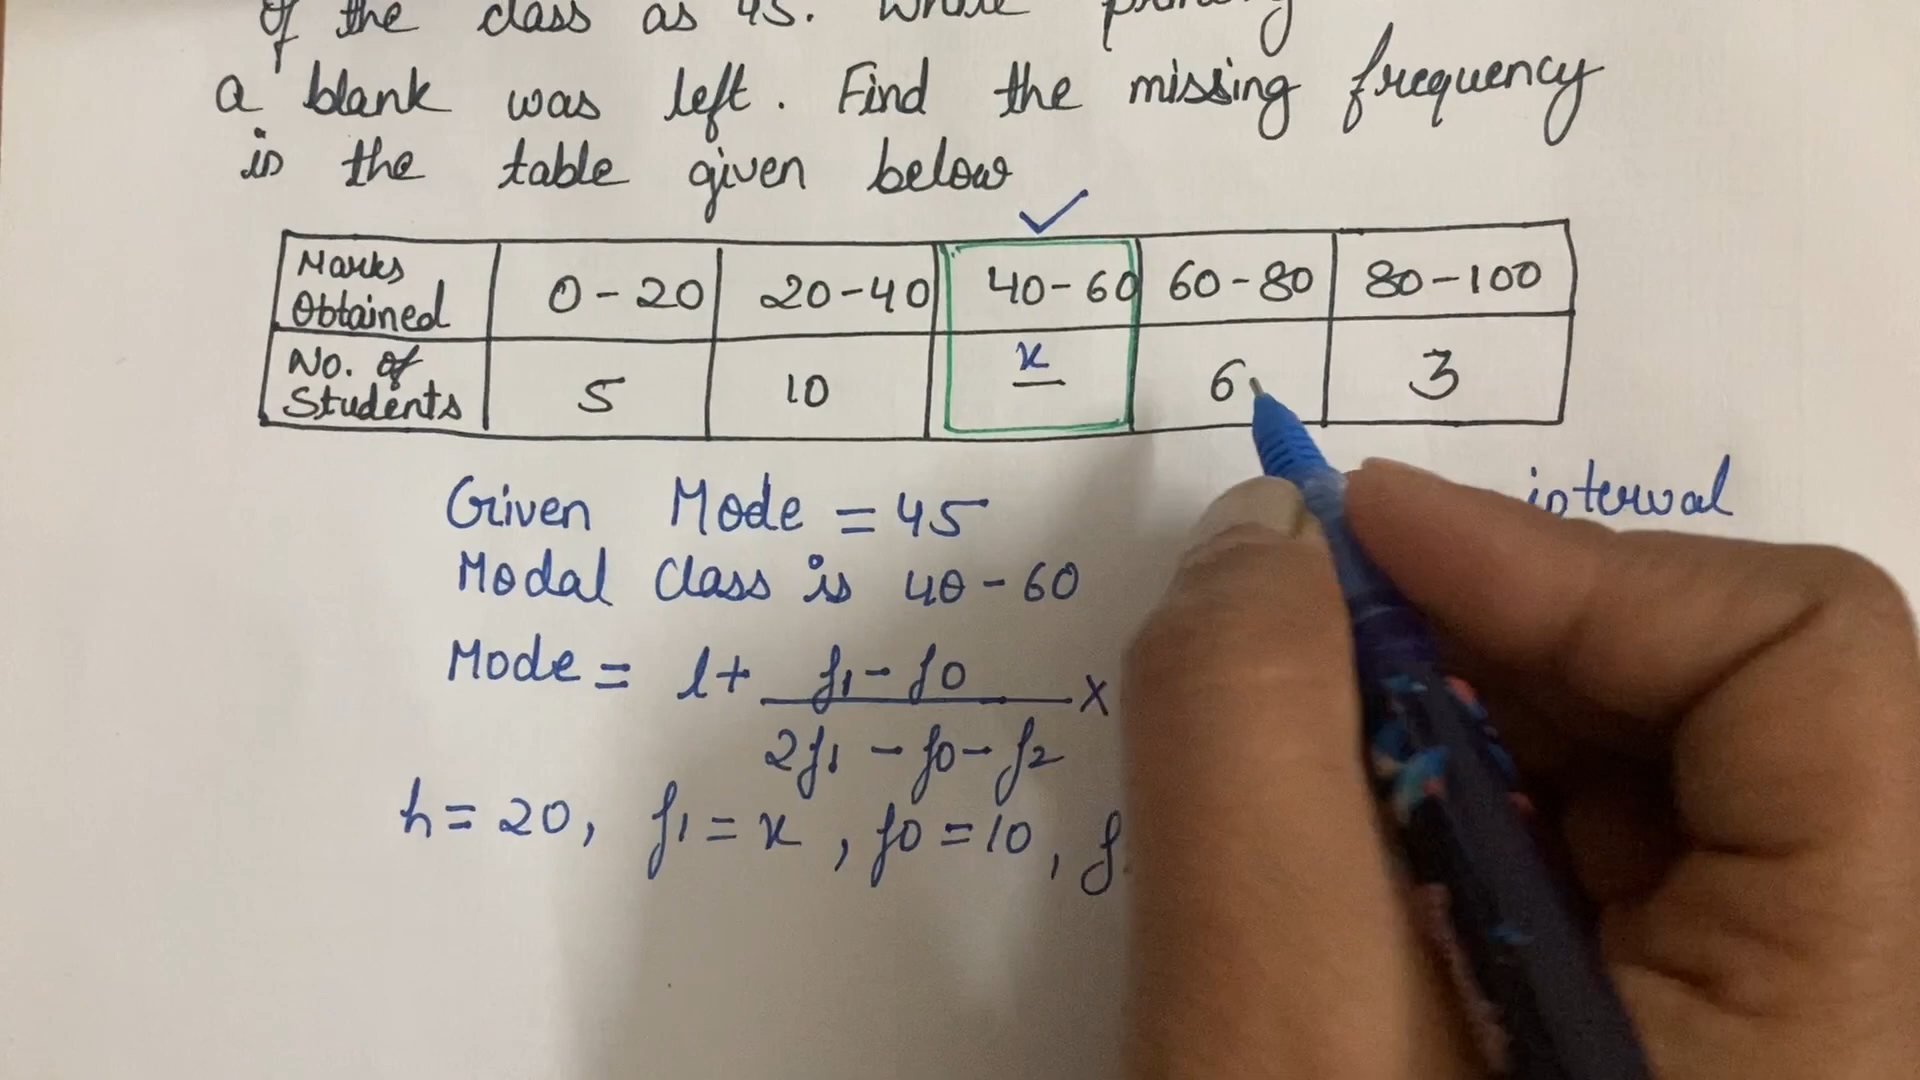 of the class as 45. While
a blank was left. Find the missing frequency
is the table given below
Marks Obtained 0-20 20-40 40-60 60-80 80-100
No. of Students 5 10 x 6 3
Given Mode = 45
interval
Modal Class is 40-60
Mode = l + f1 - f0 / 2f1 - f0 - f2 ×
h = 20, f1 = x, f0 = 10, f